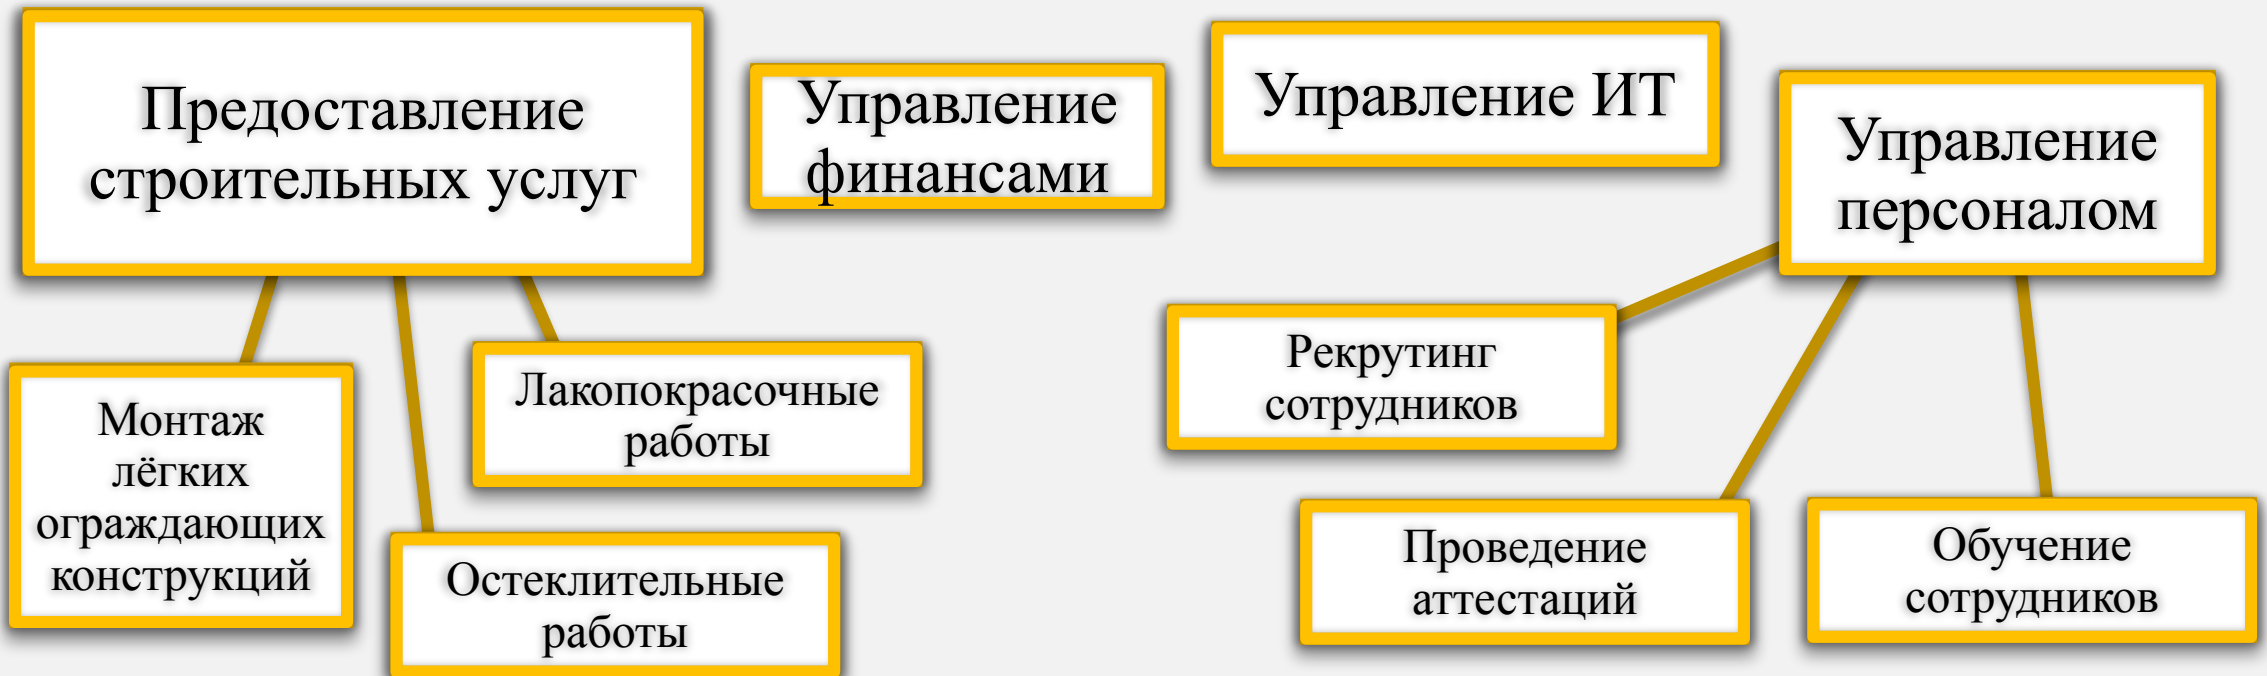 Предоставление
строительных услуг
Управление
финансами
Управление ИТ
Управление
персоналом
Монтаж
лёгких
ограждающих
конструкций
Лакопокрасочные
работы
Остеклительные
работы
Рекрутинг
сотрудников
Проведение
аттестаций
Обучение
сотрудников